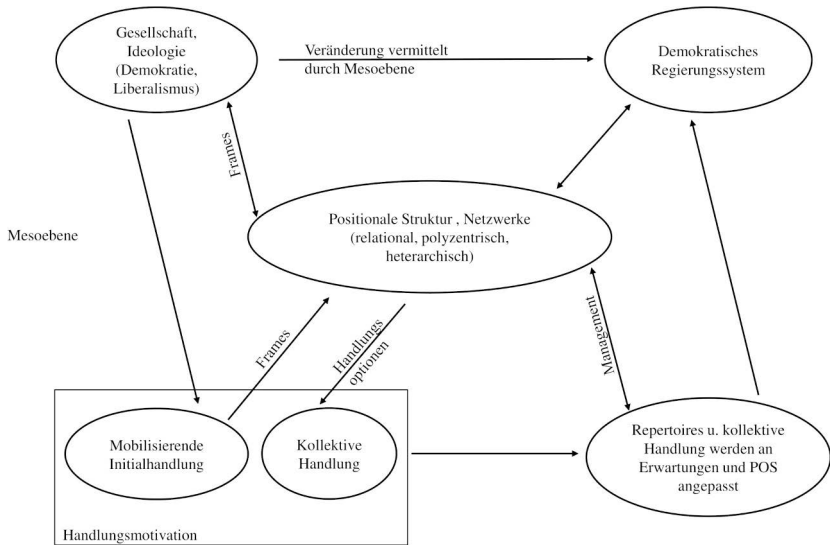 Gesellschaft,
Ideologie
(Demokratie,
Liberalismus)
Veränderung vermittelt
durch Mesoebene
Demokratisches
Regierungssystem
Frames
Mesoebene
Positionale Struktur , Netzwerke
(relational, polyzentrisch,
heterarchisch)
Frames
Handlungs
optionen
Management
Mobilisierende
Initialhandlung
Kollektive
Handlung
Repertoires u. kollektive
Handlung werden an
Erwartungen und POS
angepasst
Handlungsmotivation